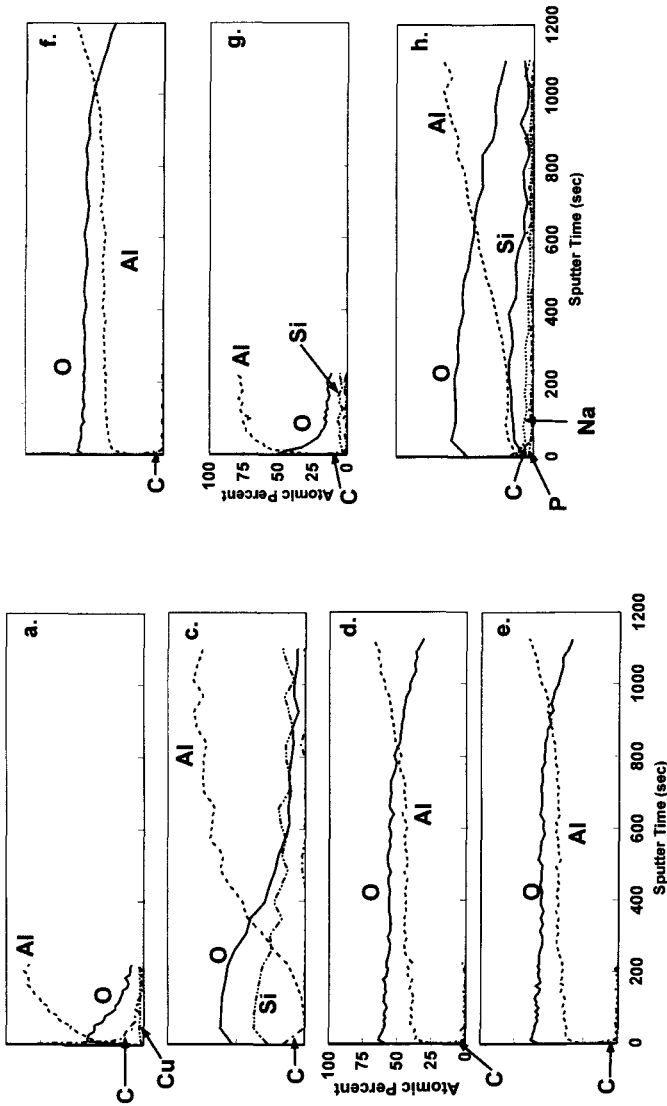 a.
Al
O
C
Cu
c.
Al
O
Si
C
d.
100
75
50
25
0
Atomic Percent
O
Al
C
e.
O
Al
C
0 200 400 600 800 1000 1200
Sputter Time (sec)
f.
O
Al
C
g.
100
75
50
25
0
Atomic Percent
Al
Si
O
C
h.
Al
O
Si
C
P
Na
0 200 400 600 800 1000 1200
Sputter Time (sec)